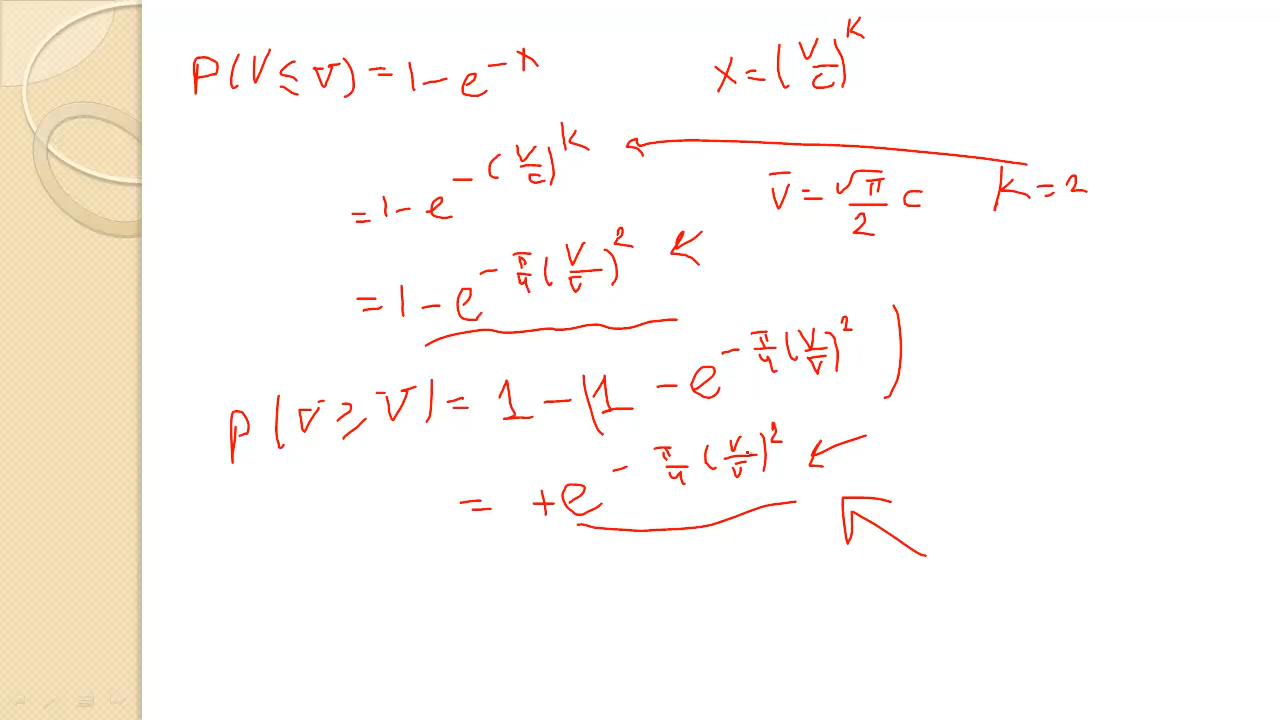 P(V ≤ V) = 1 - e^{-x}    x = (V/c)^k
= 1 - e^{-(V/c)^k}
V̄ = (√π/2) c    k = 2
= 1 - e^{-π/4 (V/V̄)^2}
P(V ≥ V) = 1 - (1 - e^{-π/4 (V/V̄)^2})
= +e^{-π/4 (V/V̄)^2}